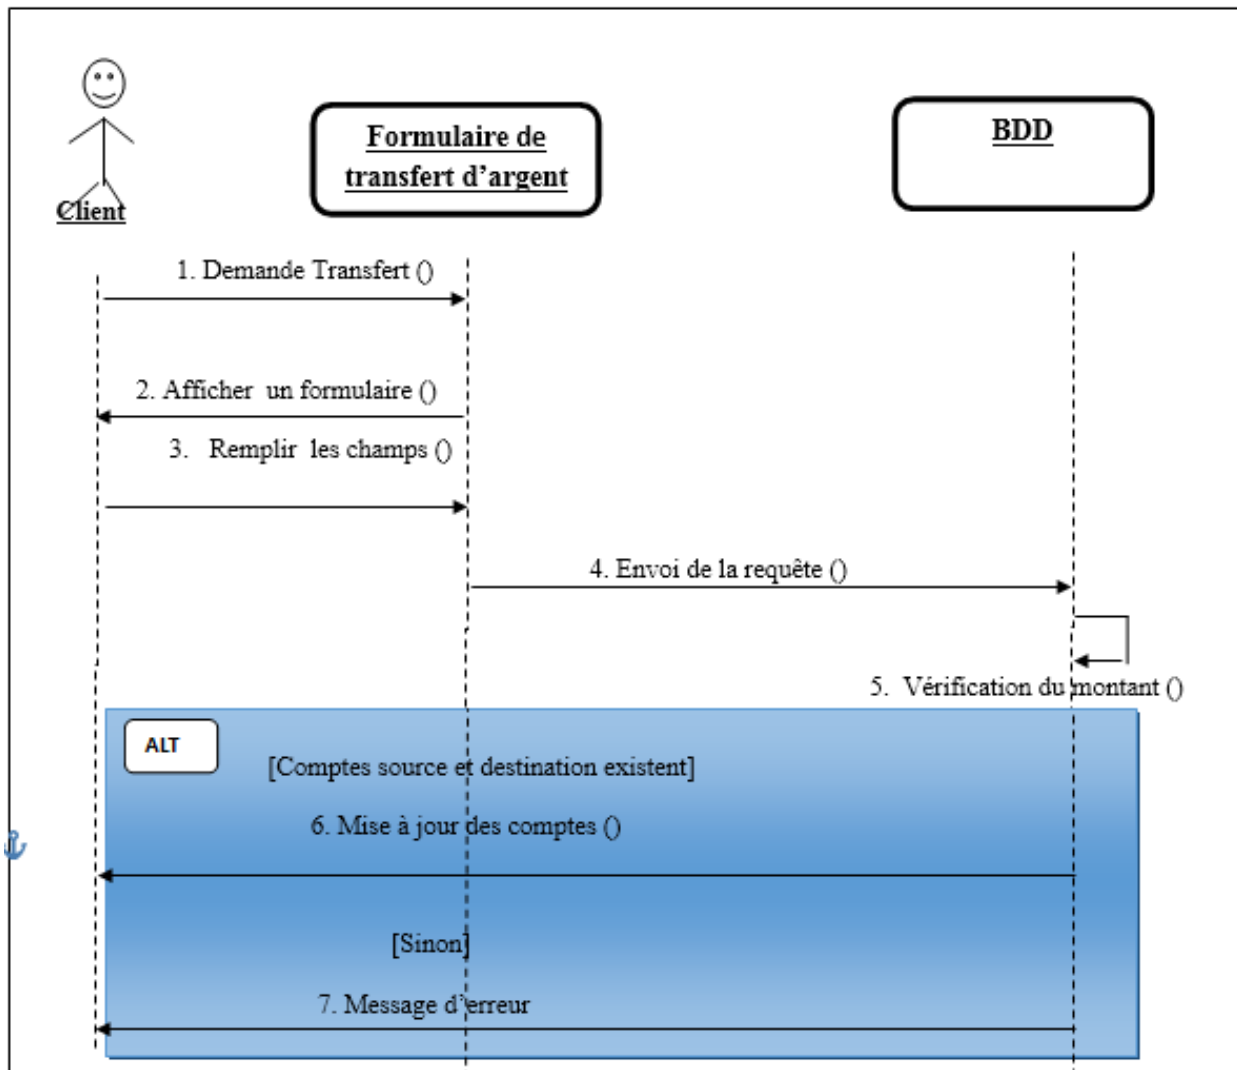 Formulaire de
transfert d’argent
BDD
Client
1. Demande Transfert ()
2. Afficher un formulaire ()
3. Remplir les champs ()
4. Envoi de la requête ()
5. Vérification du montant ()
ALT
[Comptes source et destination existent]
6. Mise à jour des comptes ()
[Sinon]
7. Message d’erreur